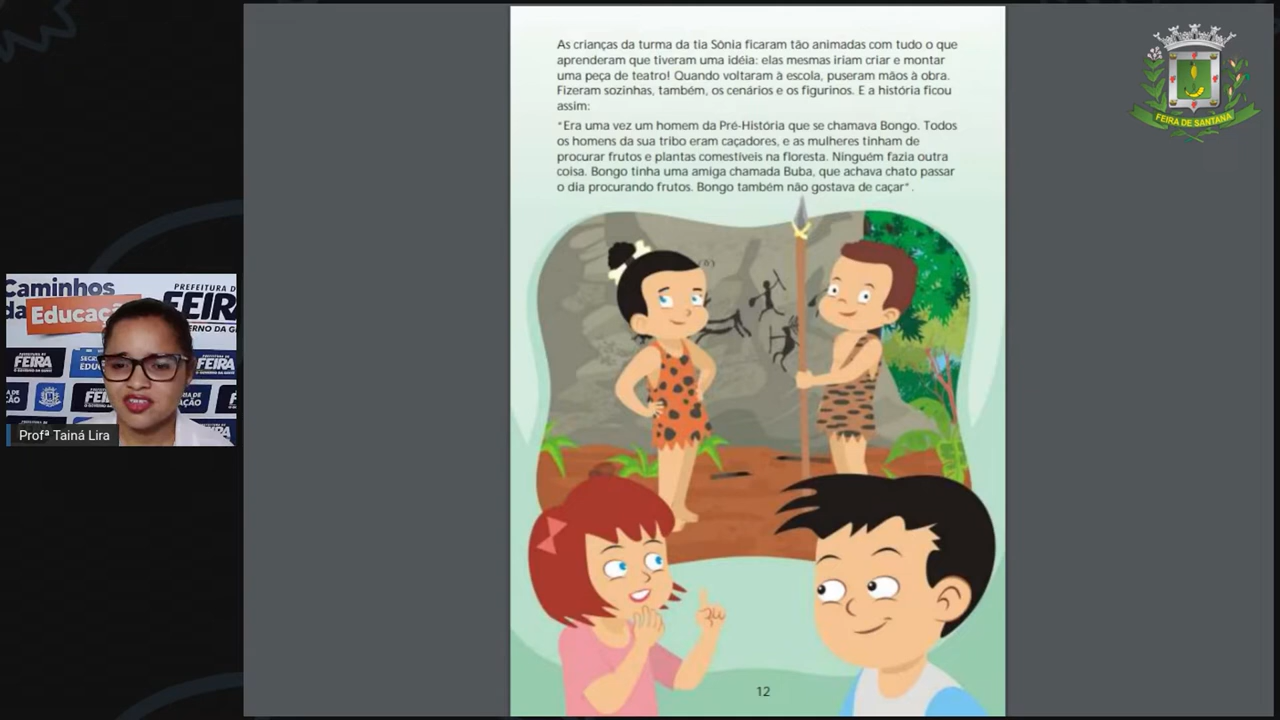 As crianças da turma da tia Sônia ficaram tão animadas com tudo o que
aprenderam que tiveram uma idéia: elas mesmas iriam criar e montar
uma peça de teatro! Quando voltaram à escola, puseram mãos à obra.
Fizeram sozinhas, também, os cenários e os figurinos. E a história ficou
assim:
"Era uma vez um homem da Pré-História que se chamava Bongo. Todos
os homens da sua tribo eram caçadores, e as mulheres tinham de
procurar frutos e plantas comestíveis na floresta. Ninguém fazia outra
coisa. Bongo tinha uma amiga chamada Buba, que achava chato passar
o dia procurando frutos. Bongo também não gostava de caçar".
12
FEIRA DE SANTANA
Caminhos
da Educaç
PREFEITURA D
FEIRA
ERNO DA G
FEIRA
FEIRA
Profª Tainá Lira